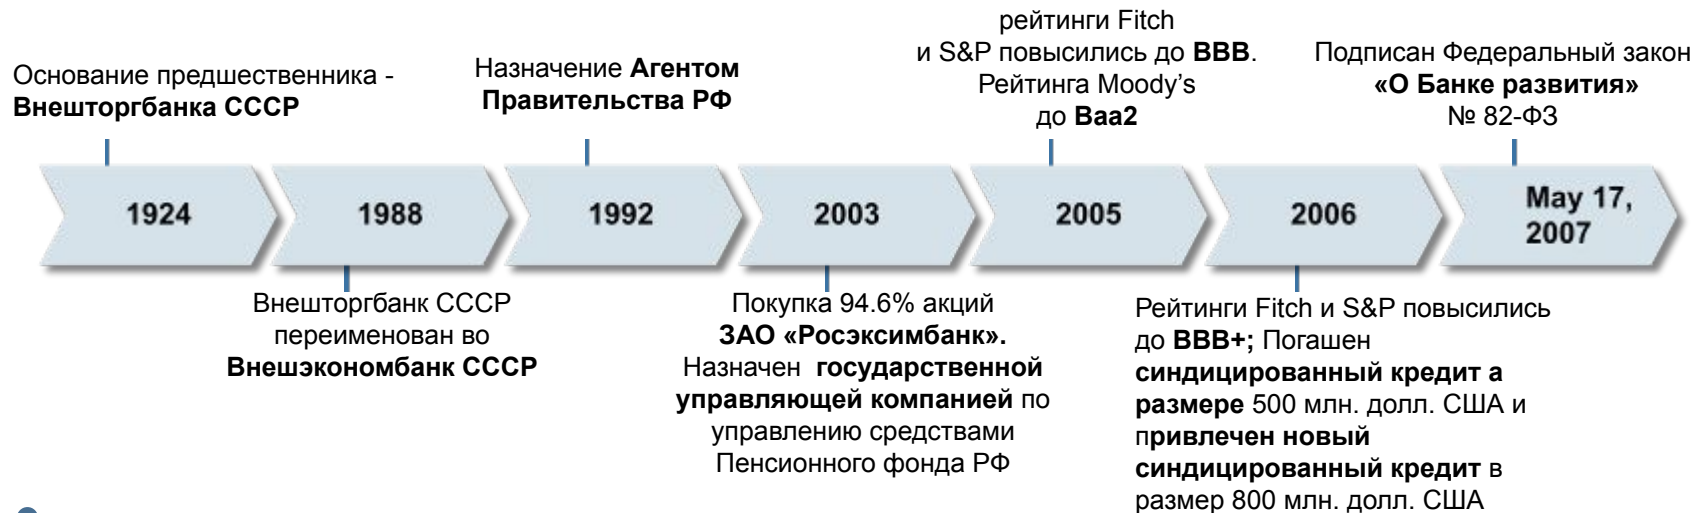 Основание предшественника -
Внешторгбанка СССР
Назначение Агентом
Правительства РФ
рейтинги Fitch
и S&P повысились до BBB.
Рейтинга Moody's
до Baa2
Подписан Федеральный закон
«О Банке развития»
№ 82-ФЗ
1924
1988
1992
2003
2005
2006
May 17,
2007
Внешторгбанк СССР
переименован во
Внешэкономбанк СССР
Покупка 94.6% акций
ЗАО «Росэксимбанк».
Назначен государственной
управляющей компанией по
управлению средствами
Пенсионного фонда РФ
Рейтинги Fitch и S&P повысились
до BBB+; Погашен
синдицированный кредит а
размере 500 млн. долл. США и
привлечен новый
синдицированный кредит в
размер 800 млн. долл. США